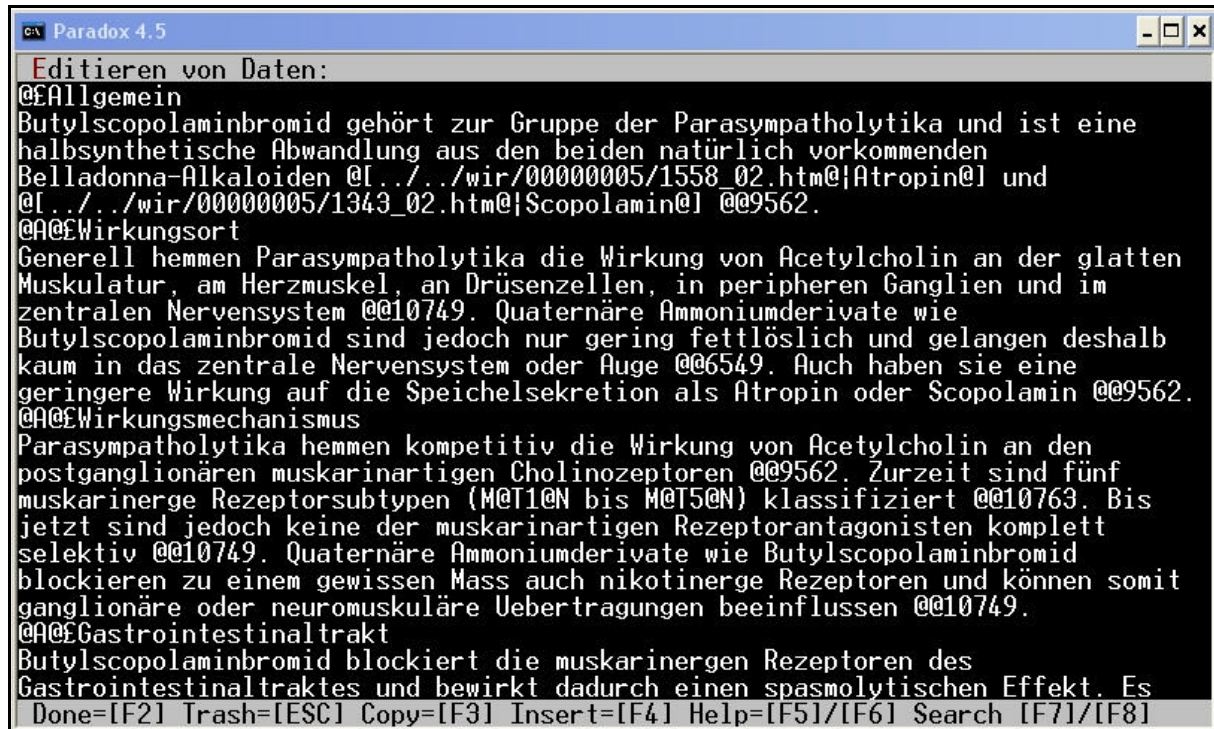 Paradox 4.5
Editieren von Daten:
@£Allgemein
Butylscopolaminbromid gehört zur Gruppe der Parasympatholytika und ist eine
halbsynthetische Abwandlung aus den beiden natürlich vorkommenden
Belladonna-Alkaloiden @[../../wir/00000005/1558_02.htm@¦Atropin@] und
@[../../wir/00000005/1343_02.htm@¦Scopolamin@] @@9562.
@A@£Wirkungsort
Generell hemmen Parasympatholytika die Wirkung von Acetylcholin an der glatten
Muskulatur, am Herzmuskel, an Drüsenzellen, in peripheren Ganglien und im
zentralen Nervensystem @@10749. Quaternäre Ammoniumderivate wie
Butylscopolaminbromid sind jedoch nur gering fettlöslich und gelangen deshalb
kaum in das zentrale Nervensystem oder Auge @@6549. Auch haben sie eine
geringere Wirkung auf die Speichelsekretion als Atropin oder Scopolamin @@9562.
@A@£Wirkungsmechanismus
Parasympatholytika hemmen kompetitiv die Wirkung von Acetylcholin an den
postganglionären muskarinartigen Cholinozeptoren @@9562. Zurzeit sind fünf
muskarinerge Rezeptorsubtypen (M@T1@N bis M@T5@N) klassifiziert @@10763. Bis
jetzt sind jedoch keine der muskarinartigen Rezeptorantagonisten komplett
selektiv @@10749. Quaternäre Ammoniumderivate wie Butylscopolaminbromid
blockieren zu einem gewissen Mass auch nikotinerge Rezeptoren und können somit
ganglionäre oder neuromuskuläre Uebertragungen beeinflussen @@10749.
@A@£Gastrointestinaltrakt
Butylscopolaminbromid blockiert die muskarinergen Rezeptoren des
Gastrointestinaltraktes und bewirkt dadurch einen spasmolytischen Effekt. Es
Done=[F2] Trash=[ESC] Copy=[F3] Insert=[F4] Help=[F5]/[F6] Search [F7]/[F8]